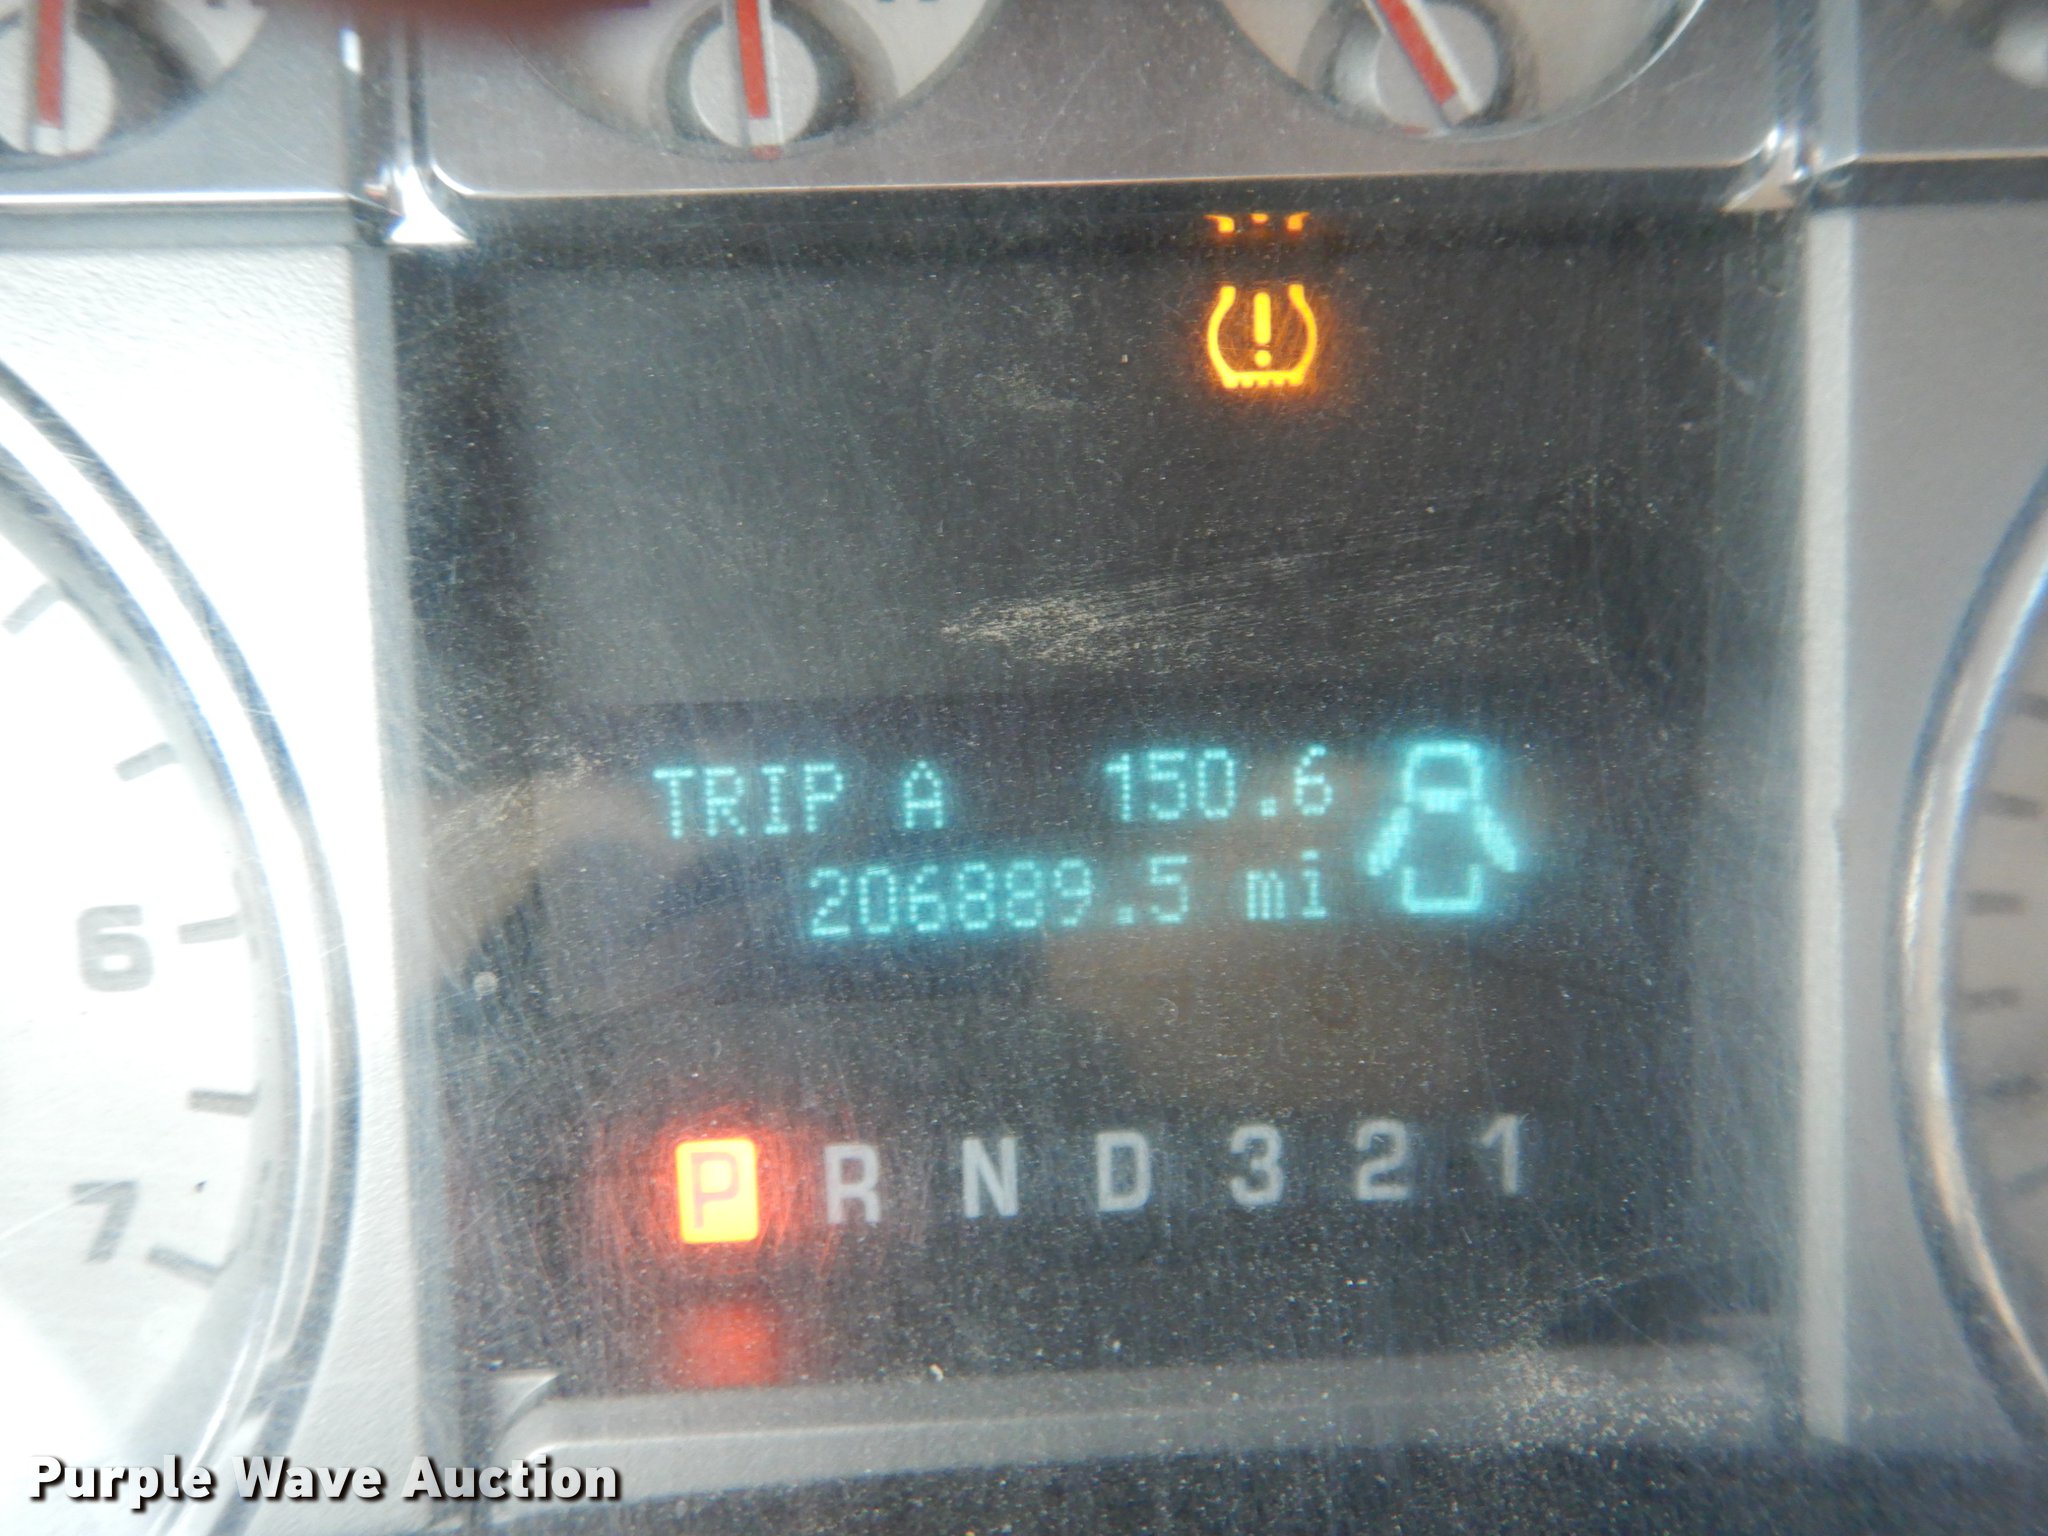 TRIP A 150.6
206889.5 mi
6
7
P R N D 3 2 1
Purple Wave Auction